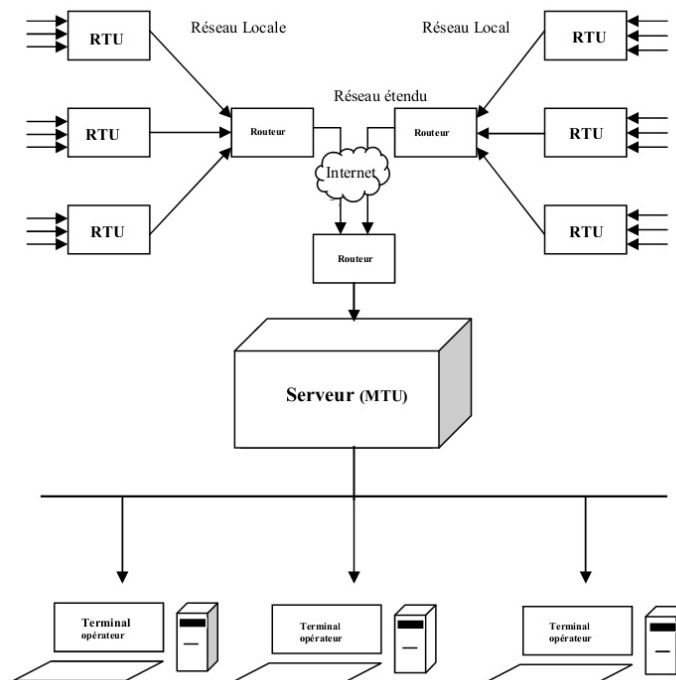 Réseau Locale
Réseau Local
RTU
RTU
Réseau étendu
RTU
Routeur
Routeur
RTU
Internet
RTU
RTU
Routeur
Serveur (MTU)
Terminal
opérateur
Terminal
opérateur
Terminal
opérateur